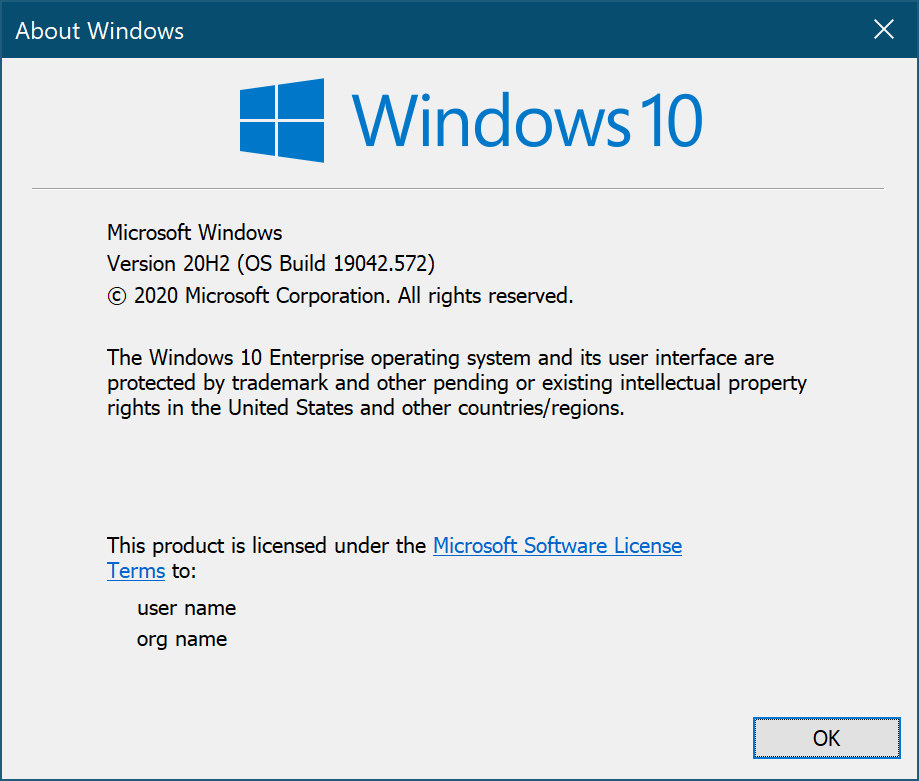 About Windows
Windows 10
Microsoft Windows
Version 20H2 (OS Build 19042.572)
© 2020 Microsoft Corporation. All rights reserved.
The Windows 10 Enterprise operating system and its user interface are
protected by trademark and other pending or existing intellectual property
rights in the United States and other countries/regions.
This product is licensed under the Microsoft Software License
Terms to:
user name
org name
OK